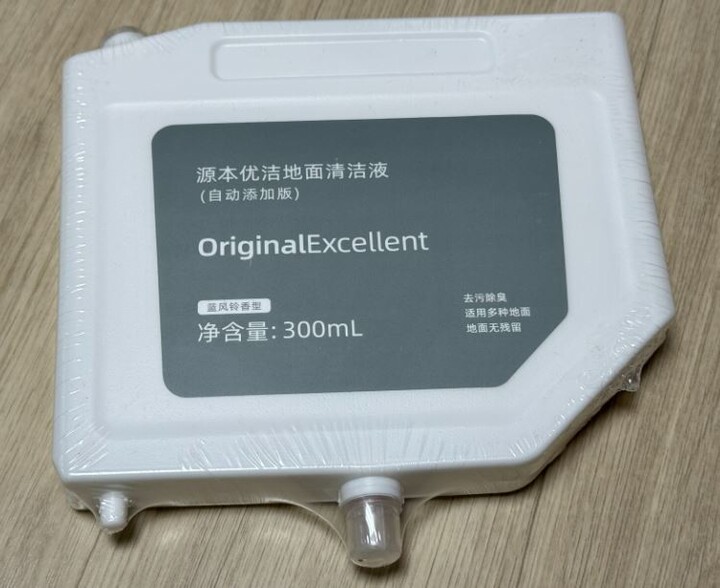 源本优洁地面清洁液
(自动添加版)
OriginalExcellent
蓝风铃香型
净含量: 300mL
去污除臭
适用多种地面
地面无残留